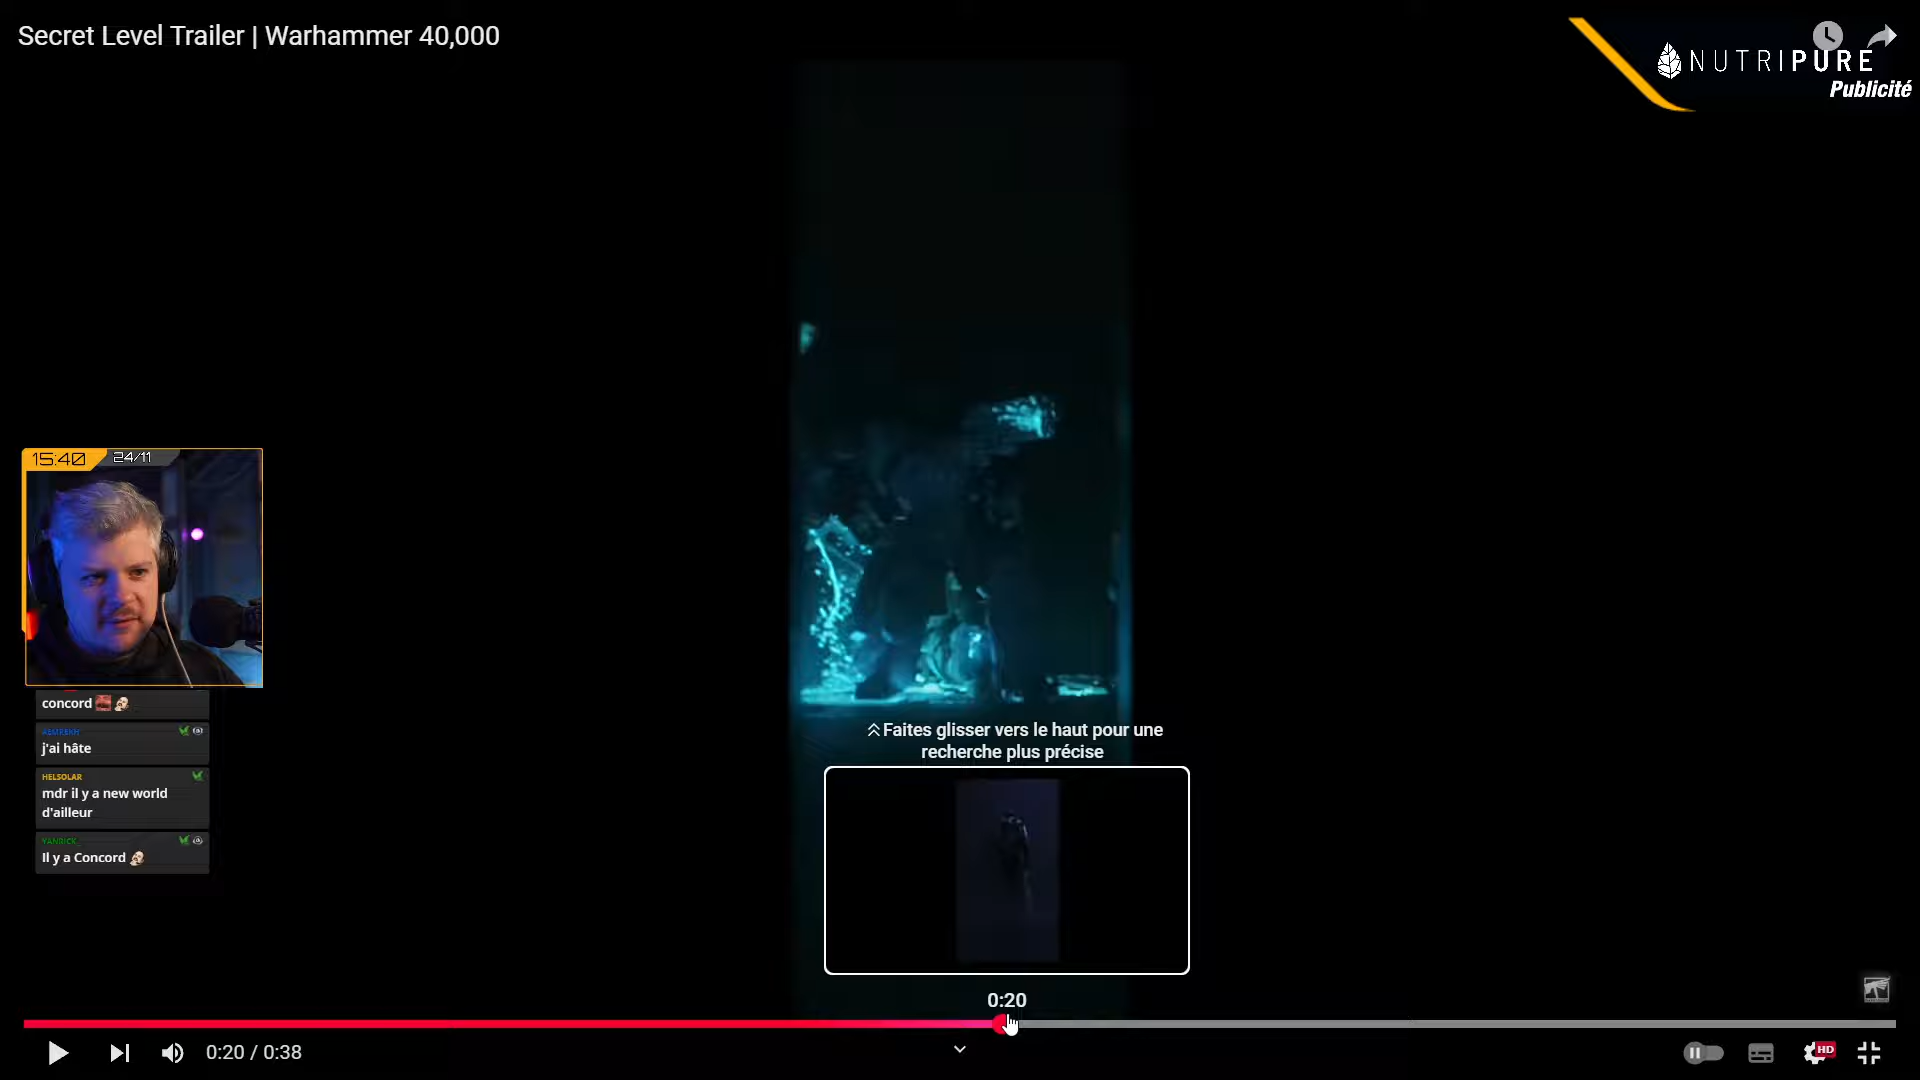 Secret Level Trailer | Warhammer 40,000
NUTRIPURE
Publicité
15:40
24/11
concord
j'ai hâte
HELSOLAR
mdr il y a new world
d'ailleur
YANDICK
Il y a Concord
Faites glisser vers le haut pour une
recherche plus précise
0:20
0:20 / 0:38
HD